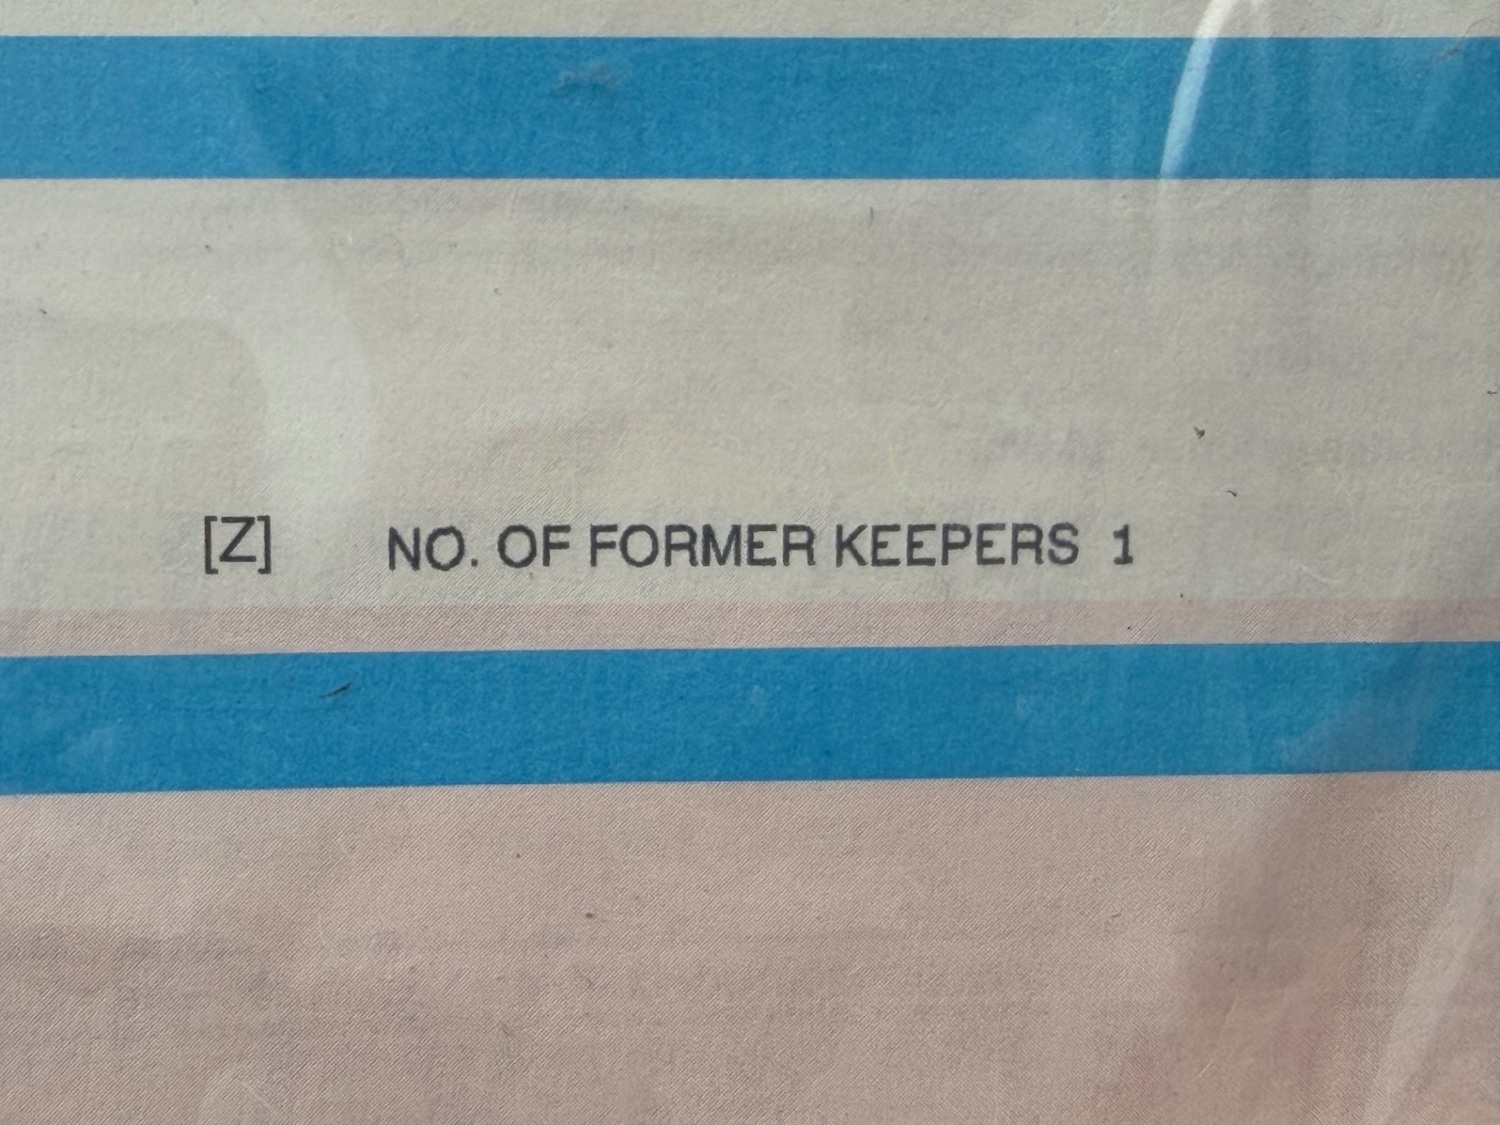 [Z] NO. OF FORMER KEEPERS 1